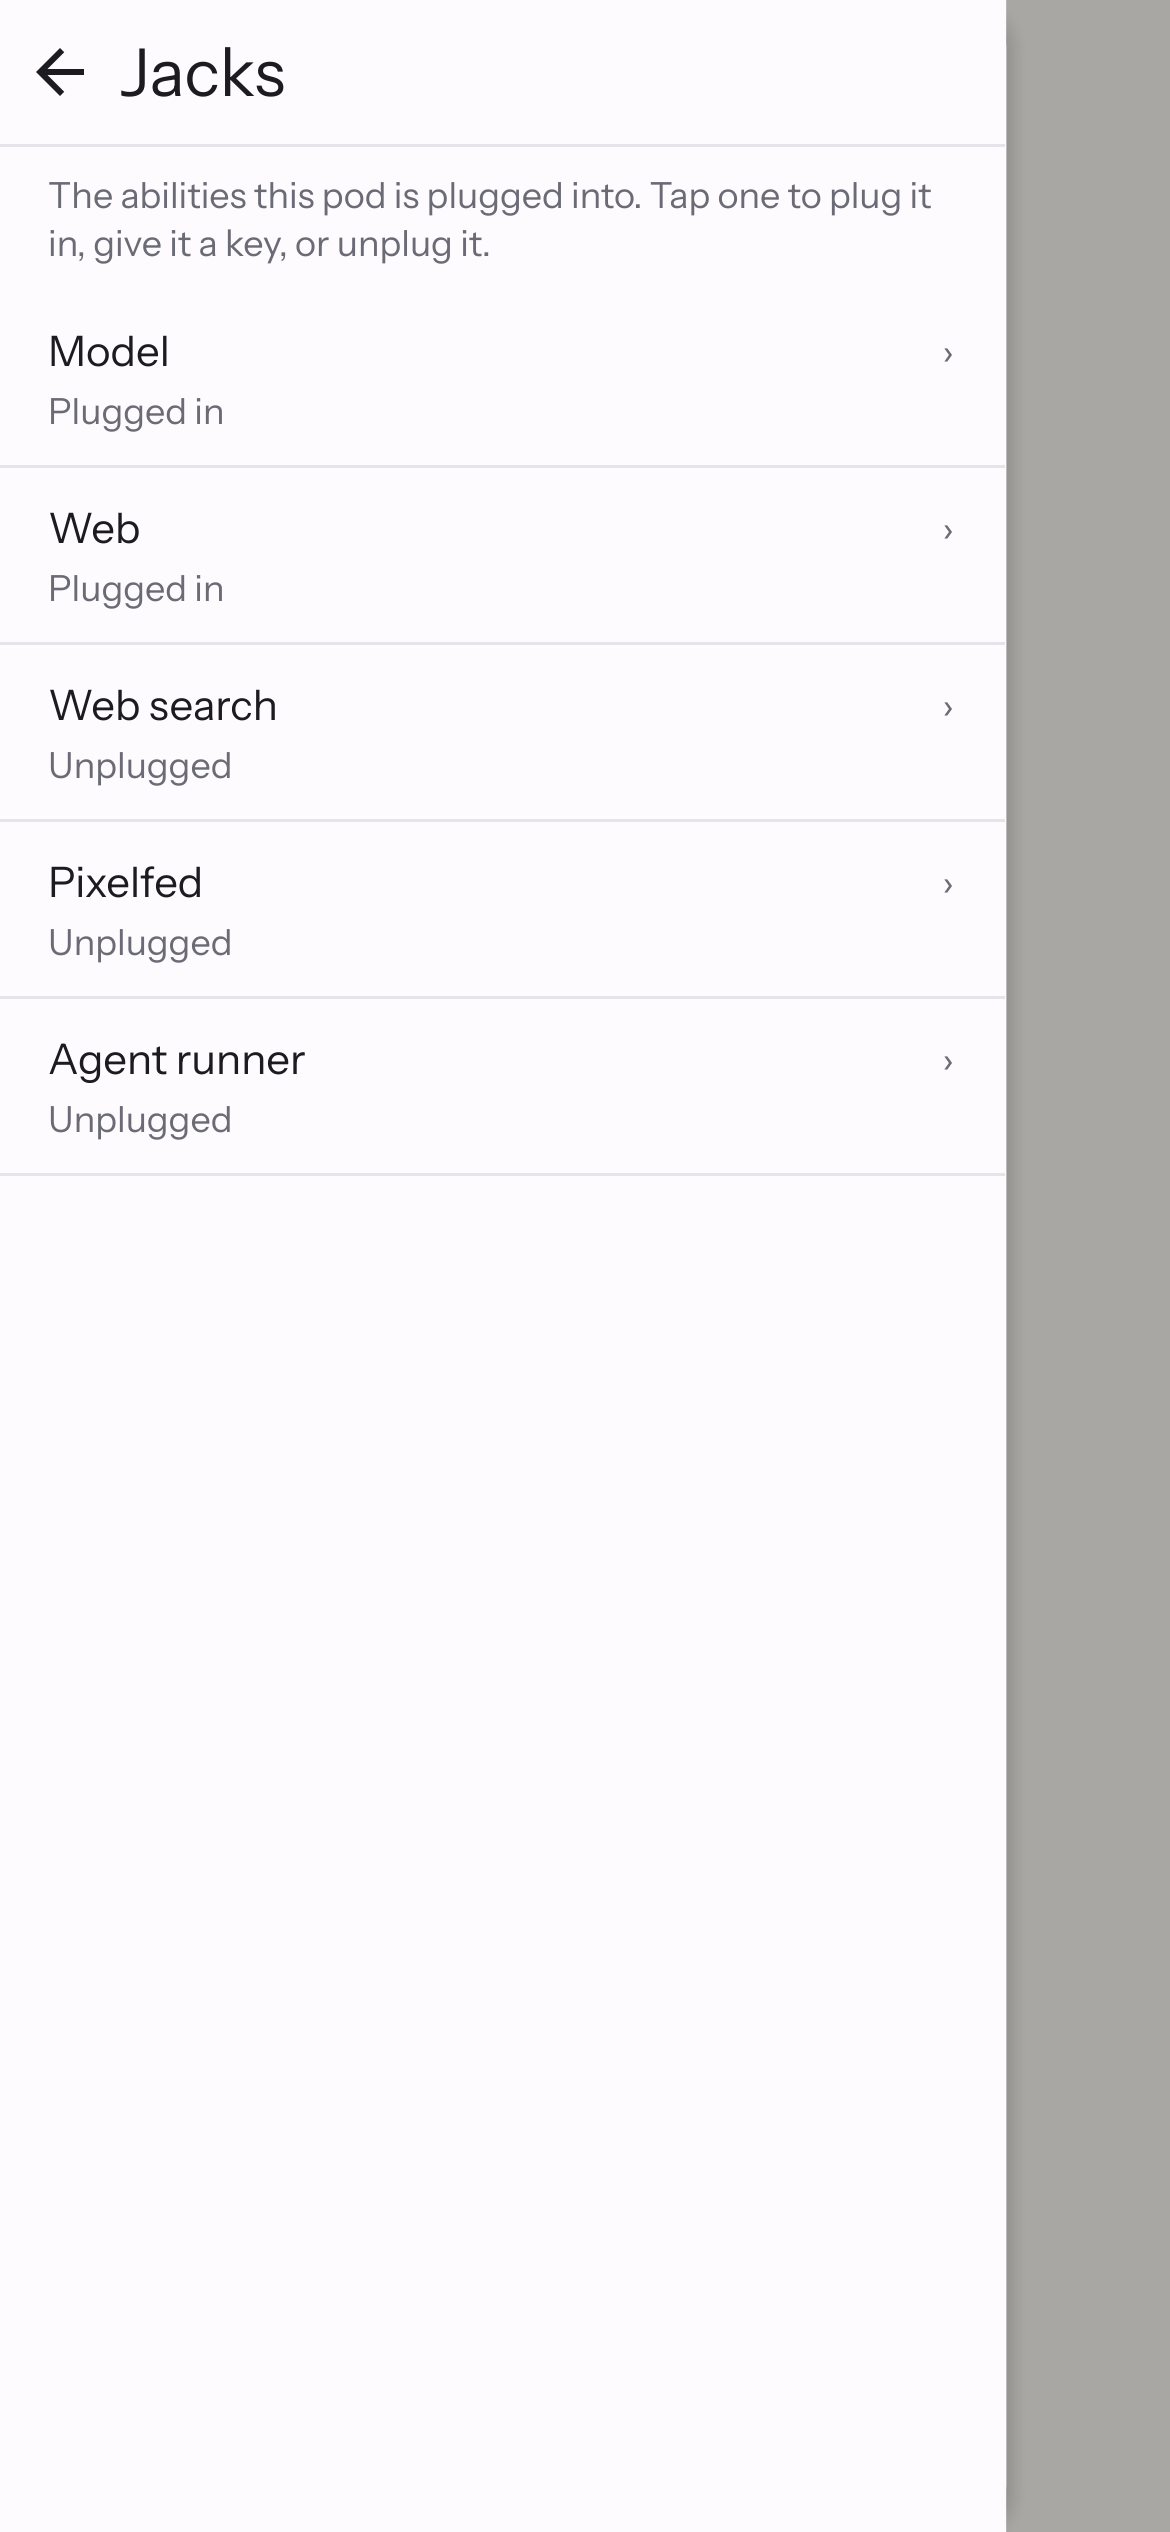 Jacks
The abilities this pod is plugged into. Tap one to plug it
in, give it a key, or unplug it.
Model
Plugged in
Web
Plugged in
Web search
Unplugged
Pixelfed
Unplugged
Agent runner
Unplugged